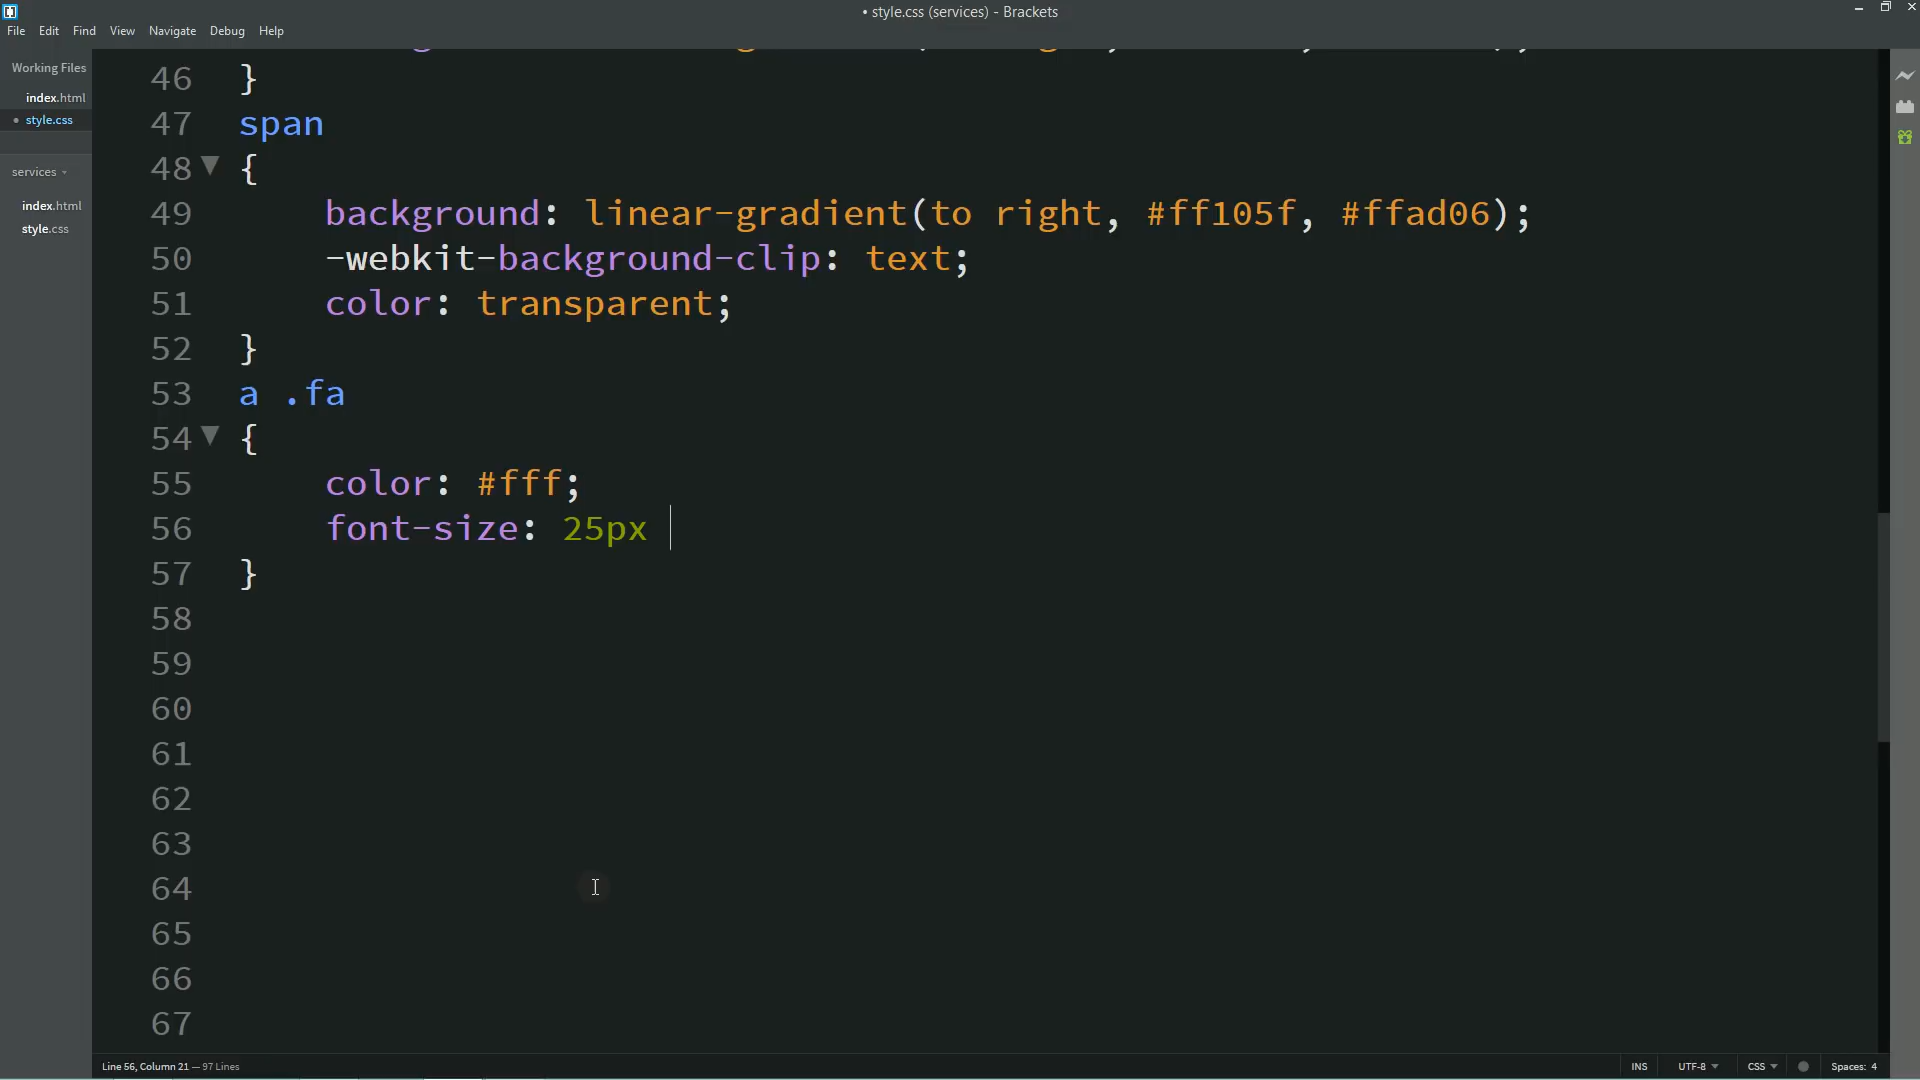 • style.css (services) - Brackets
File Edit Find View Navigate Debug Help
Working Files
index.html
• style.css
services
index.html
style.css
46 }
47 span
48 {
49 background: linear-gradient(to right, #ff105f, #ffad06);
50 -webkit-background-clip: text;
51 color: transparent;
52 }
53 a .fa
54 {
55 color: #fff;
56 font-size: 25px
57 }
58
59
60
61
62
63
64
65
66
67
Line 56, Column 21 — 97 Lines
INS UTF-8 CSS Spaces: 4